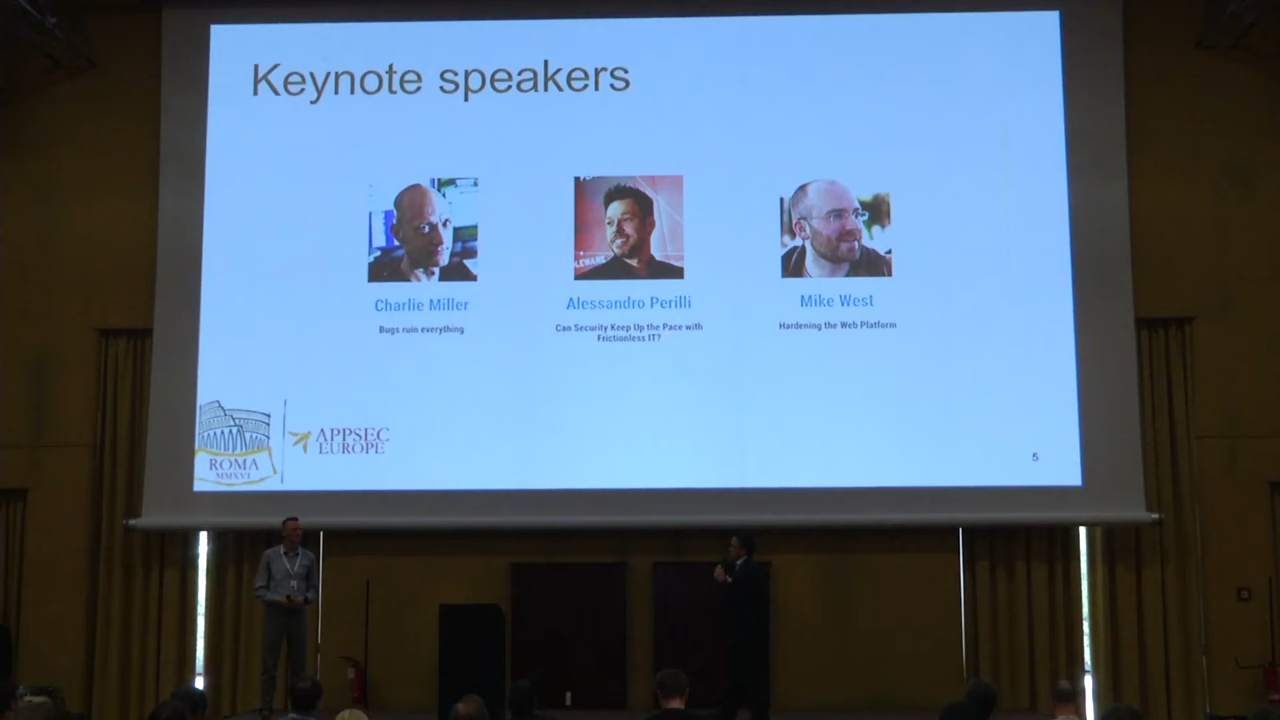 Keynote speakers
LEWARE
Charlie Miller
Bugs ruin everything
Alessandro Perilli
Can Security Keep Up the Pace with
Frictionless IT?
Mike West
Hardening the Web Platform
ROMA
MMXVI
APPSEC
EUROPE
5